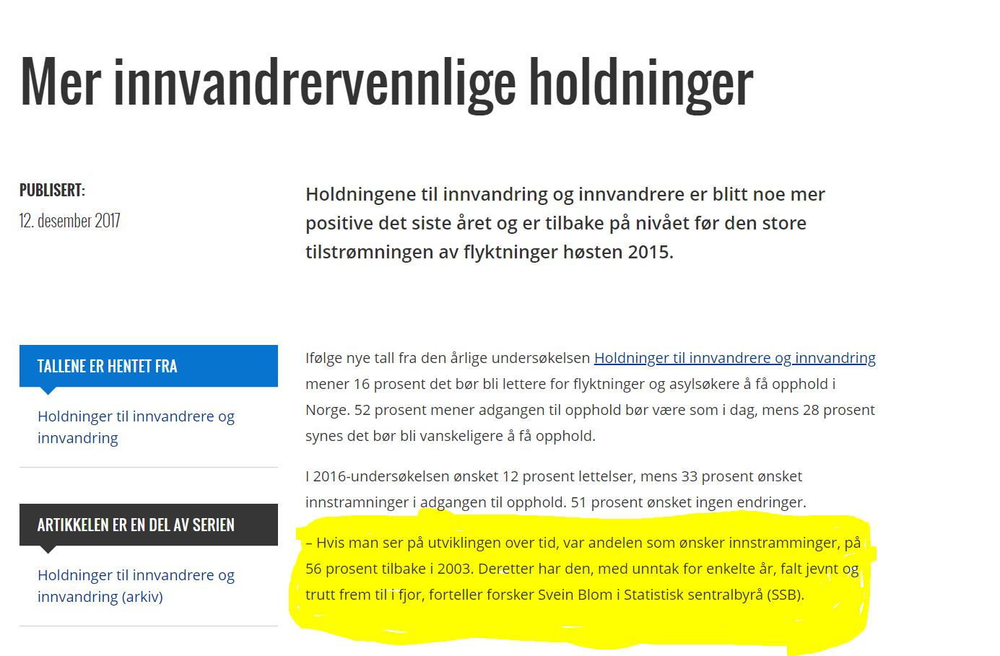 Mer innvandrervennlige holdninger
PUBLISERT:
12. desember 2017
Holdningene til innvandring og innvandrere er blitt noe mer
positive det siste året og er tilbake på nivået før den store
tilstrømningen av flyktninger høsten 2015.
TALLENE ER HENTET FRA
Holdninger til innvandrere og
innvandring
ARTIKKELEN ER EN DEL AV SERIEN
Holdninger til innvandrere og
innvandring (arkiv)
Ifølge nye tall fra den årlige undersøkelsen Holdninger til innvandrere og innvandring
mener 16 prosent det bør bli lettere for flyktninger og asylsøkere å få opphold i
Norge. 52 prosent mener adgangen til opphold bør være som i dag, mens 28 prosent
synes det bør bli vanskeligere å få opphold.
I 2016-undersøkelsen ønsket 12 prosent lettelser, mens 33 prosent ønsket
innstramninger i adgangen til opphold. 51 prosent ønsket ingen endringer.
– Hvis man ser på utviklingen over tid, var andelen som ønsker innstramminger, på
56 prosent tilbake i 2003. Deretter har den, med unntak for enkelte år, falt jevnt og
trutt frem til i fjor, forteller forsker Svein Blom i Statistisk sentralbyrå (SSB).